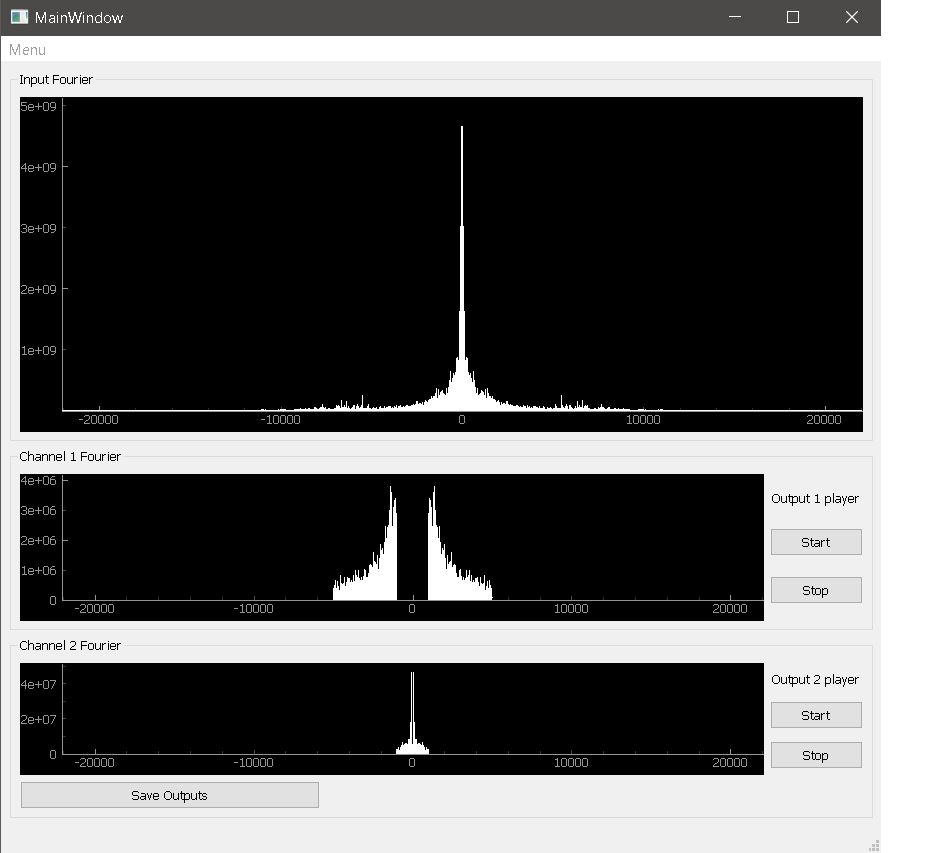 MainWindow
Menu
Input Fourier
5e+09
4e+09
3e+09
2e+09
1e+09
-20000 -10000 0 10000 20000
Channel 1 Fourier
4e+06
3e+06
2e+06
1e+06
0
-20000 -10000 0 10000 20000
Output 1 player
Start
Stop
Channel 2 Fourier
4e+07
2e+07
0
-20000 -10000 0 10000 20000
Output 2 player
Start
Stop
Save Outputs